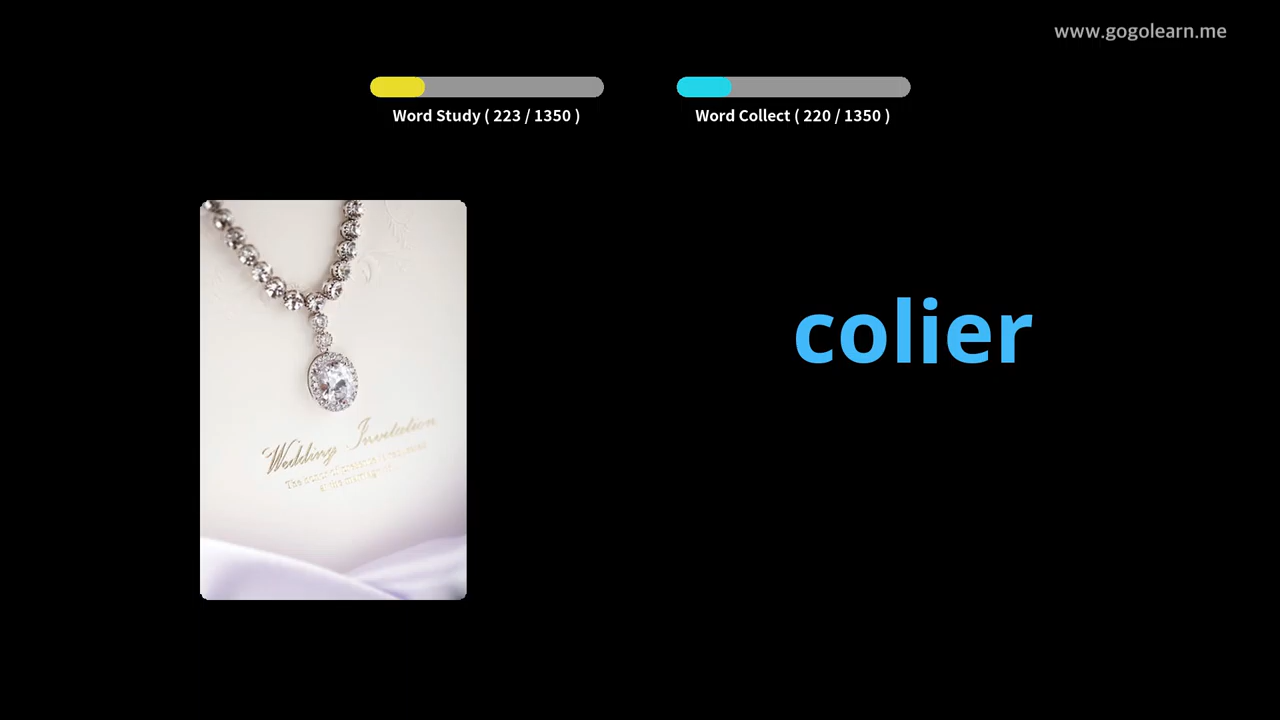 www.gogolearn.me
Word Study ( 223 / 1350 )
Word Collect ( 220 / 1350 )
colier
Wedding Invitation